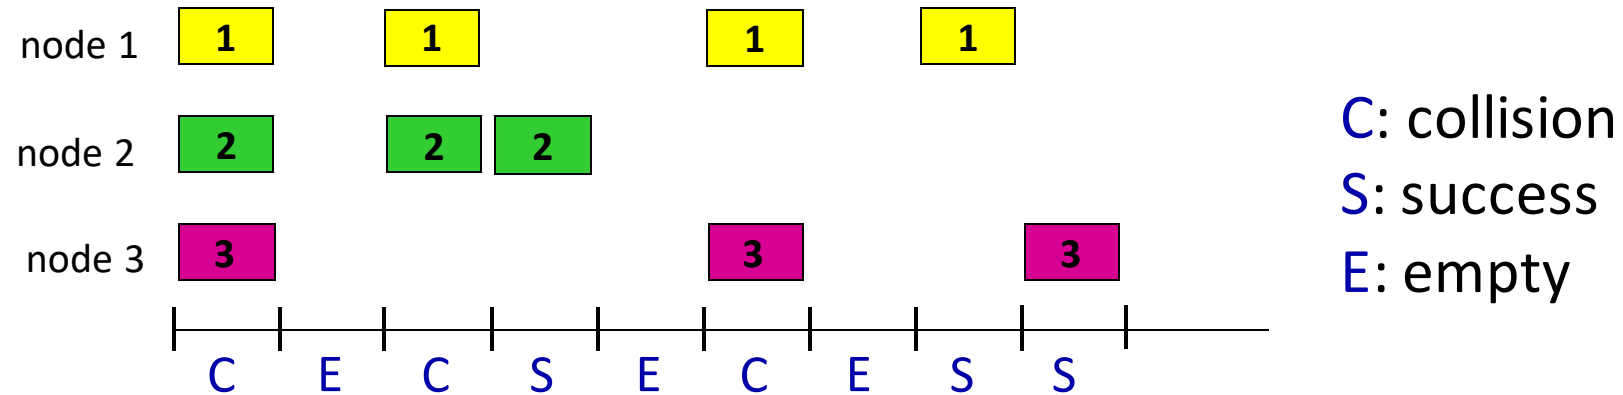 node 1 1 1 1 1
node 2 2 2 2
node 3 3 3 3
C E C S E C E S S
C: collision
S: success
E: empty